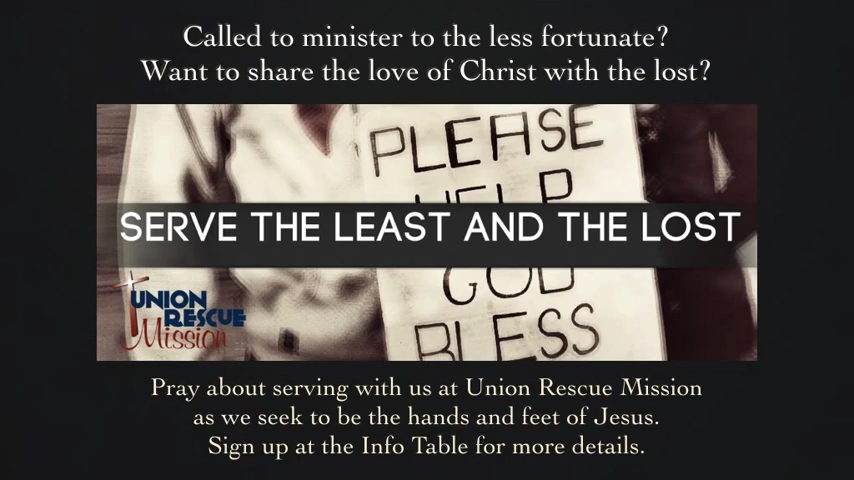 Called to minister to the less fortunate?
Want to share the love of Christ with the lost?
PLEASE
HELP
SERVE THE LEAST AND THE LOST
GOD
BLESS
UNION
RESCUE
Mission
Pray about serving with us at Union Rescue Mission
as we seek to be the hands and feet of Jesus.
Sign up at the Info Table for more details.